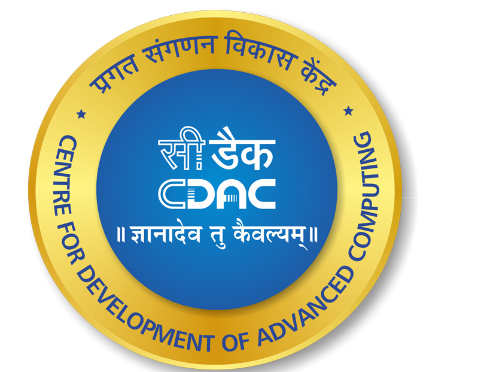 प्रगत संगणन विकास केंद्र
सी डैक
CDAC
॥ ज्ञानादेव तु कैवल्यम् ॥
CENTRE FOR DEVELOPMENT OF ADVANCED COMPUTING